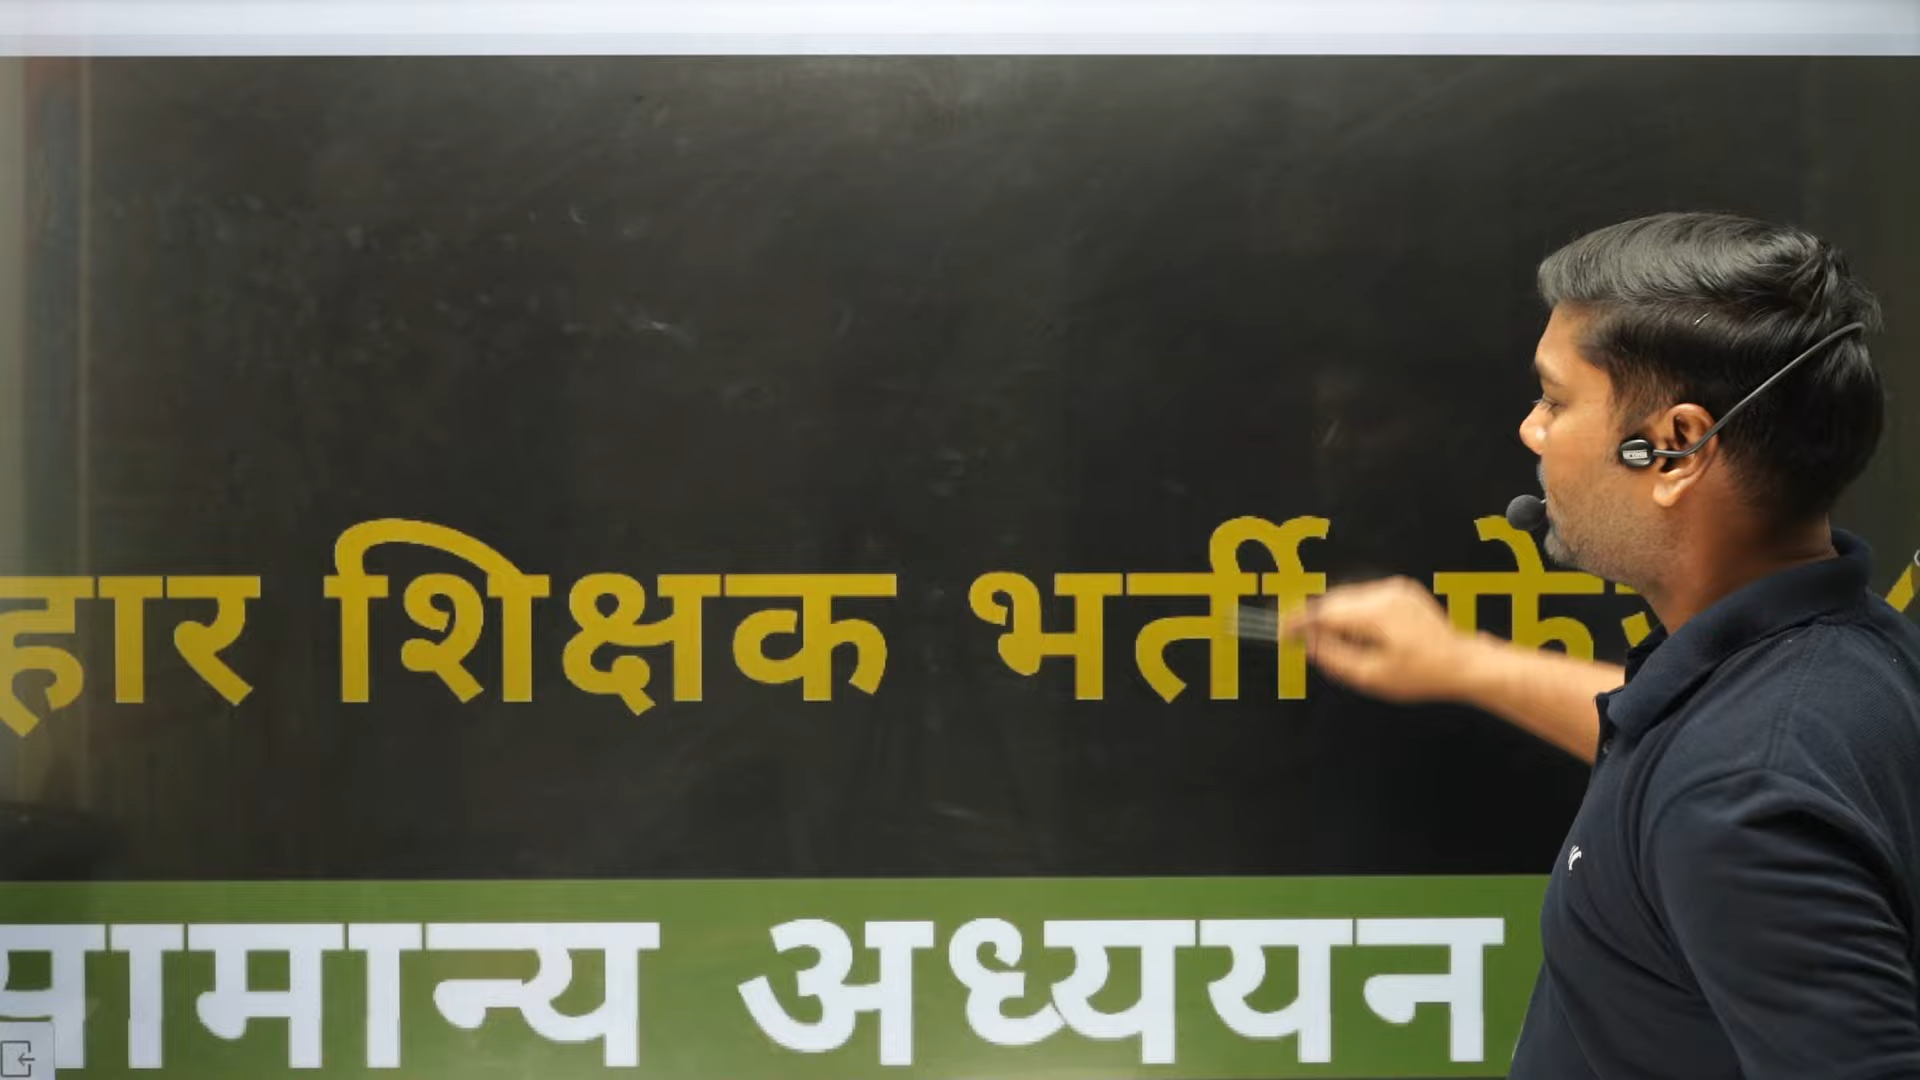 हार शिक्षक भर्ती
सामान्य अध्ययन